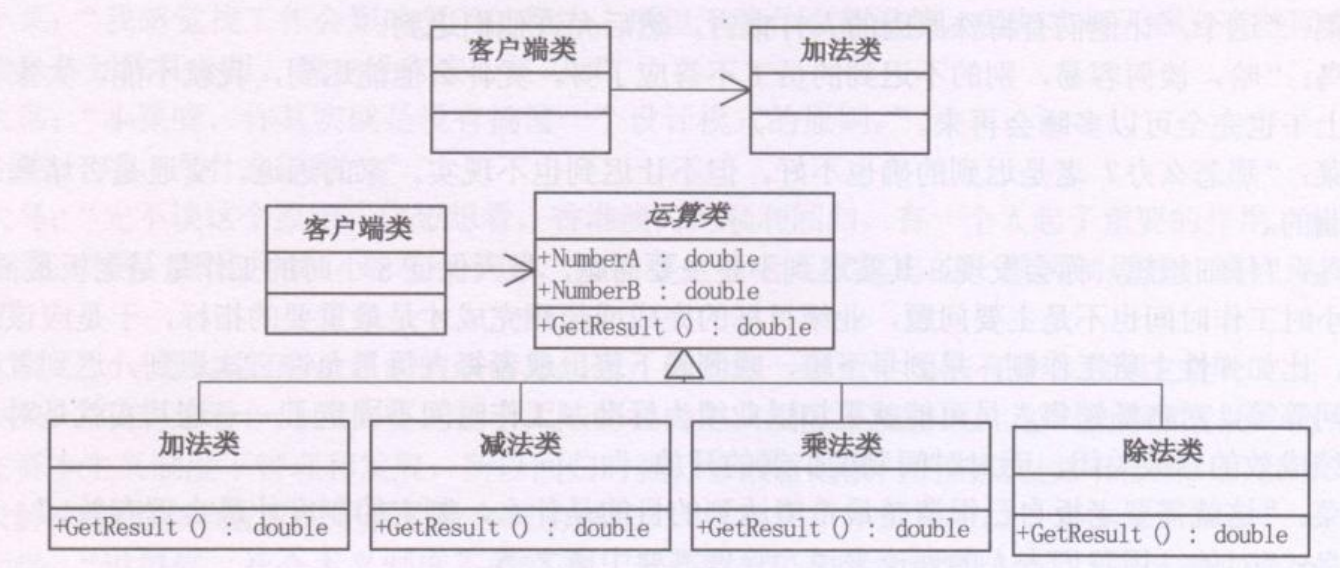 客户端类
加法类
客户端类
运算类
+NumberA : double
+NumberB : double
+GetResult () : double
加法类
减法类
乘法类
除法类
+GetResult () : double
+GetResult () : double
+GetResult () : double
+GetResult () : double